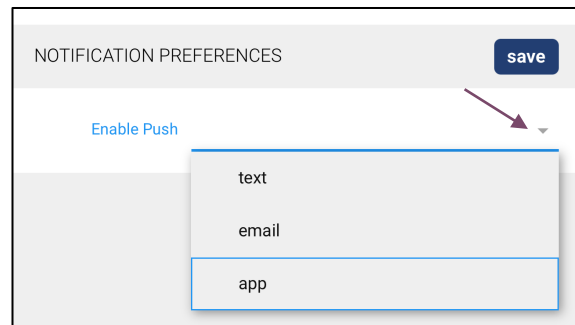 NOTIFICATION PREFERENCES save
Enable Push
text
email
app